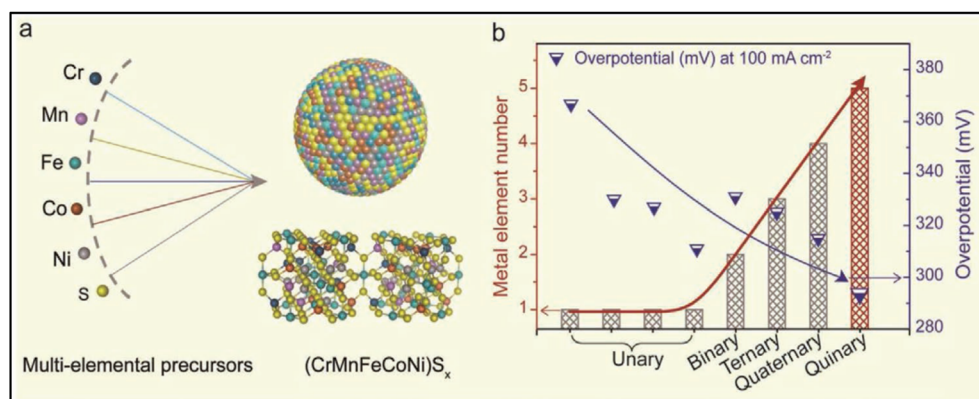 a
Cr
Mn
Fe
Co
Ni
S
Multi-elemental precursors
(CrMnFeCoNi)Sₓ
b
Overpotential (mV) at 100 mA cm⁻²
Metal element number
5
4
3
2
1
380
360
340
320
300
280
Overpotential (mV)
Unary
Binary
Ternary
Quaternary
Quinary